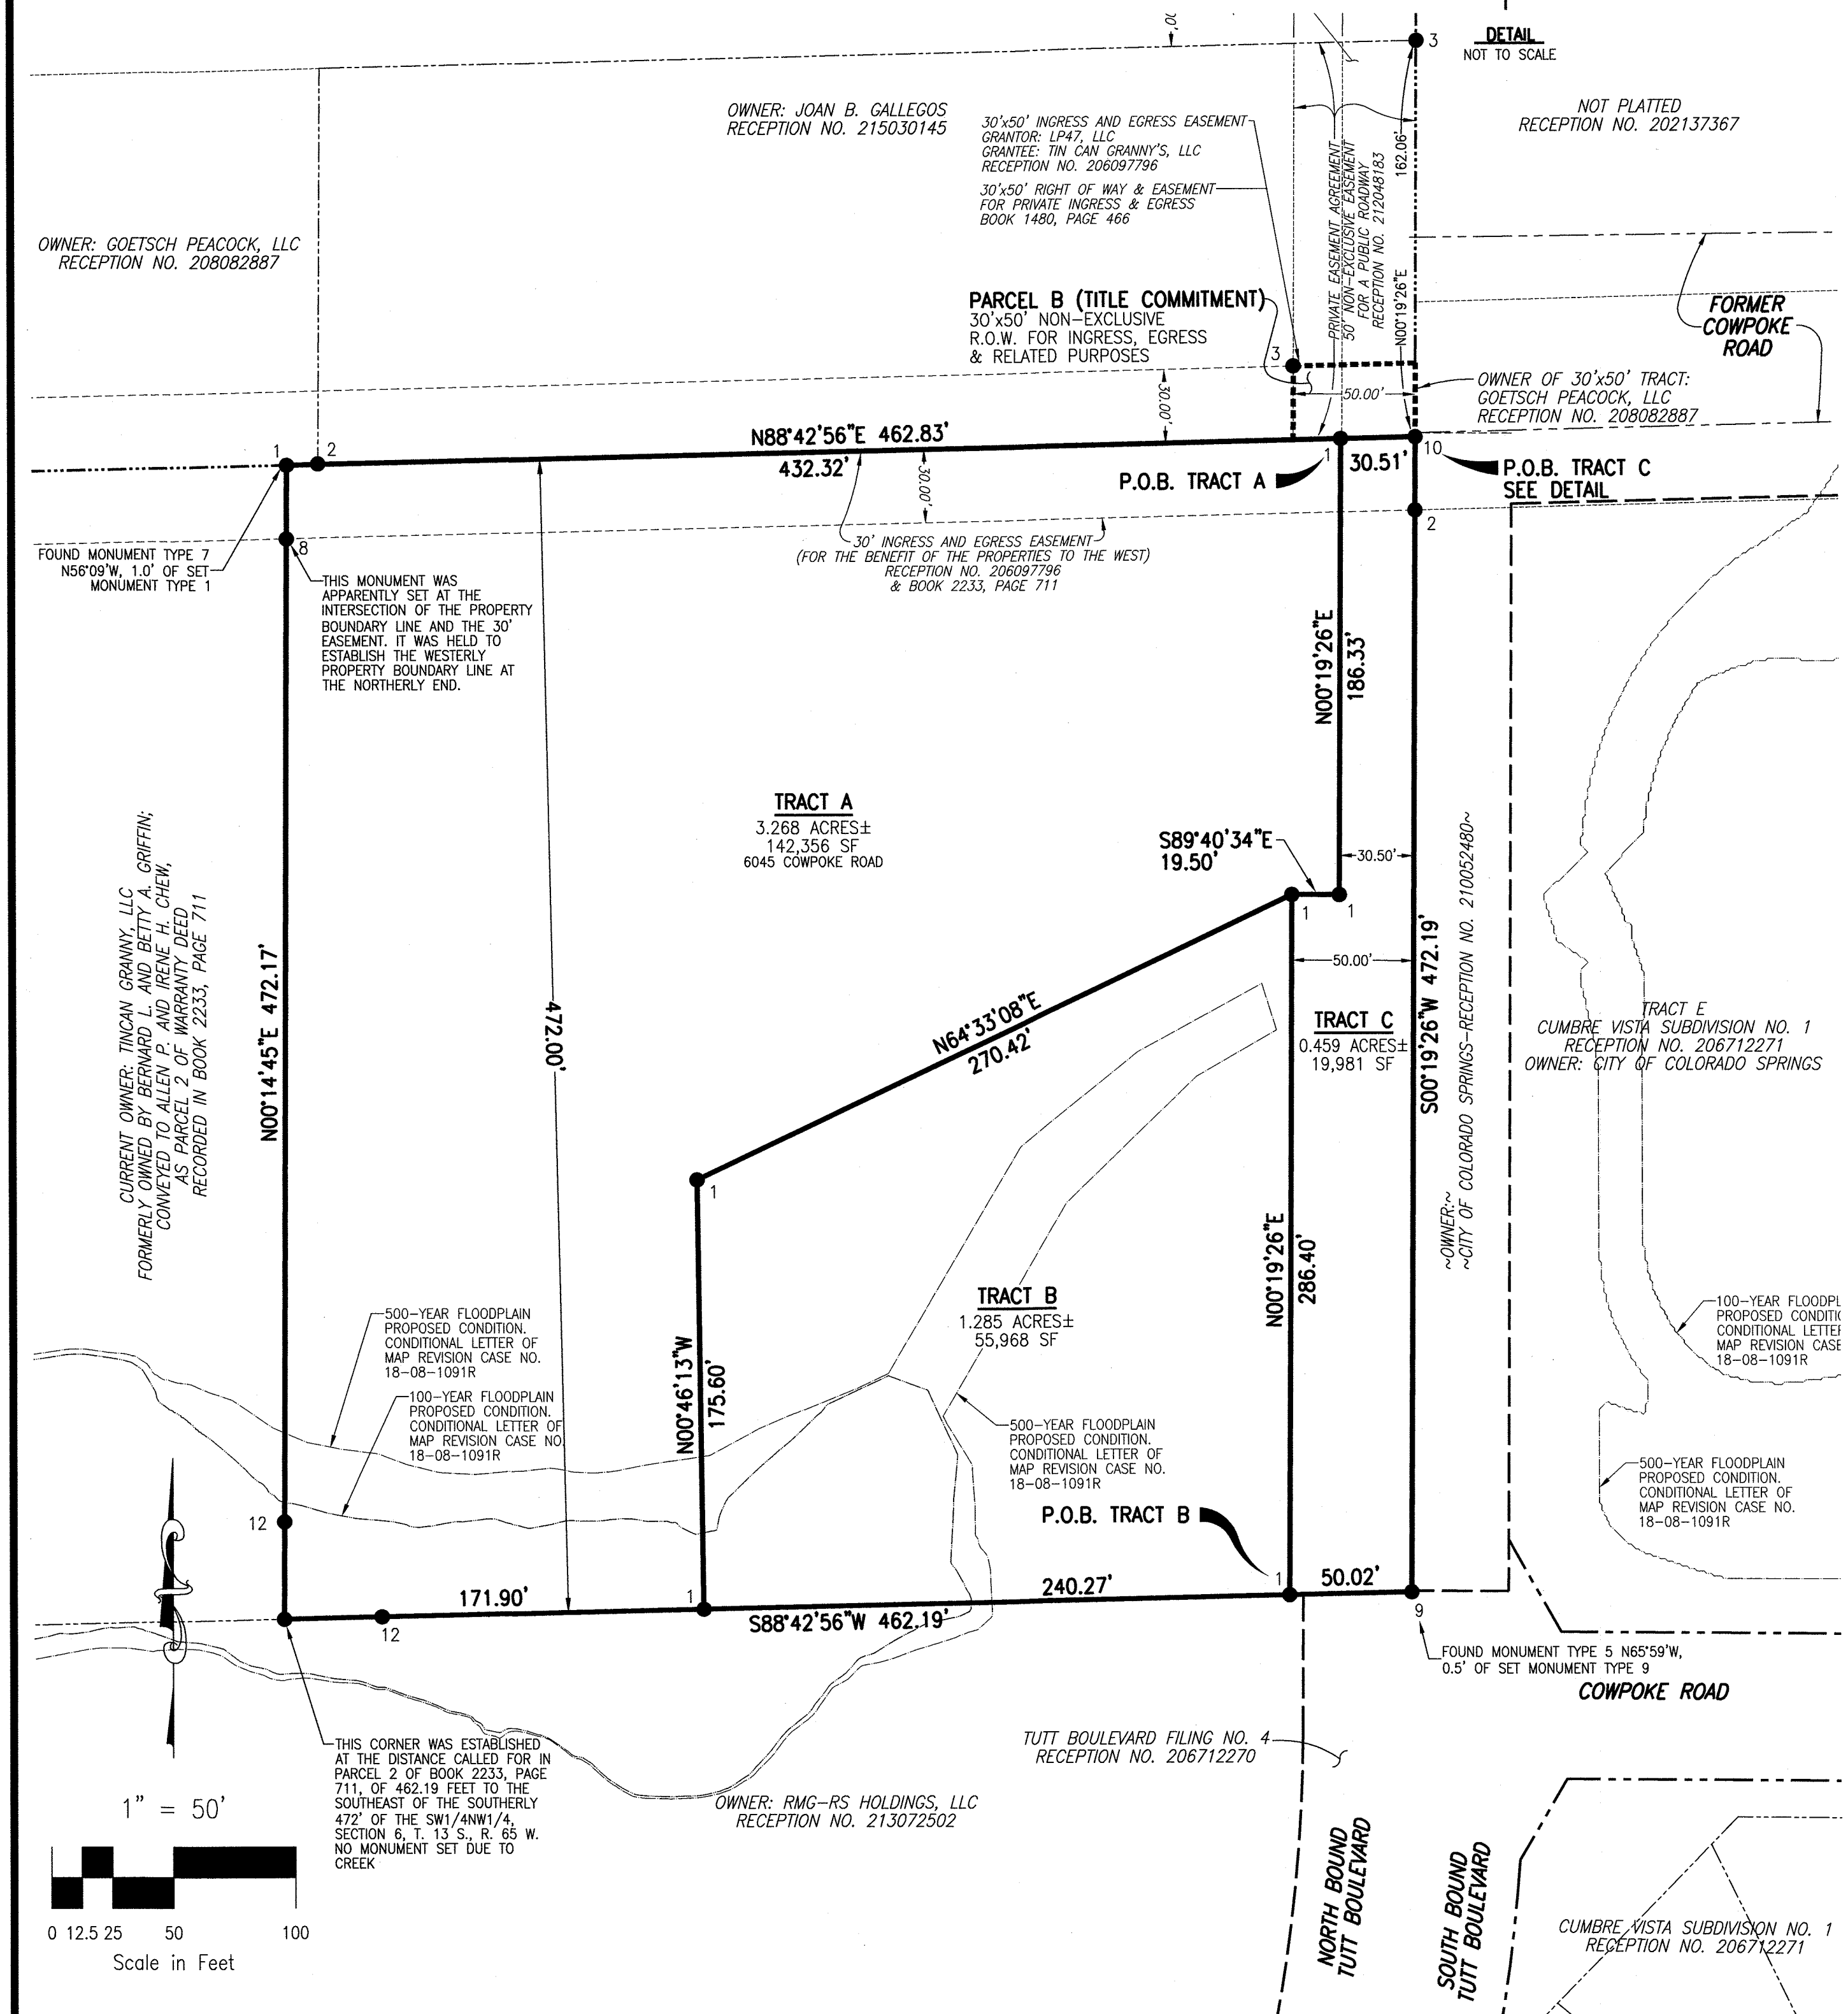 DETAIL
NOT TO SCALE
3
OWNER: JOAN B. GALLEGOS
RECEPTION NO. 215030145
30'x50' INGRESS AND EGRESS EASEMENT
GRANTOR: LP47, LLC
GRANTEE: TIN CAN GRANNY'S, LLC
RECEPTION NO. 206097796
30'x50' RIGHT OF WAY & EASEMENT
FOR PRIVATE INGRESS & EGRESS
BOOK 1480, PAGE 466
NOT PLATTED
RECEPTION NO. 202137367
PRIVATE EASEMENT AGREEMENT
50' NON-EXCLUSIVE EASEMENT
FOR A PUBLIC ROADWAY
RECEPTION NO. 212048183
162.06'
N00°19'26"E
OWNER: GOETSCH PEACOCK, LLC
RECEPTION NO. 208082887
PARCEL B (TITLE COMMITMENT)
30'x50' NON-EXCLUSIVE
R.O.W. FOR INGRESS, EGRESS
& RELATED PURPOSES
3
FORMER
COWPOKE
ROAD
50.00'
30.00'
OWNER OF 30'x50' TRACT:
GOETSCH PEACOCK, LLC
RECEPTION NO. 208082887
1
2
N88°42'56"E 462.83'
432.32'
30.00'
P.O.B. TRACT A
1
30.51'
10
P.O.B. TRACT C
SEE DETAIL
2
FOUND MONUMENT TYPE 7
N56°09'W, 1.0' OF SET
MONUMENT TYPE 1
8
THIS MONUMENT WAS
APPARENTLY SET AT THE
INTERSECTION OF THE PROPERTY
BOUNDARY LINE AND THE 30'
EASEMENT. IT WAS HELD TO
ESTABLISH THE WESTERLY
PROPERTY BOUNDARY LINE AT
THE NORTHERLY END.
30' INGRESS AND EGRESS EASEMENT
(FOR THE BENEFIT OF THE PROPERTIES TO THE WEST)
RECEPTION NO. 206097796
& BOOK 2233, PAGE 711
N00°19'26"E
186.33'
TRACT A
3.268 ACRES±
142,356 SF
6045 COWPOKE ROAD
S89°40'34"E
19.50'
30.50'
1
1
50.00'
CURRENT OWNER: TINCAN GRANNY, LLC
FORMERLY OWNED BY BERNARD L. AND BETTY A. GRIFFIN;
CONVEYED TO ALLEN P. AND IRENE H. CHEW,
AS PARCEL 2 OF WARRANTY DEED
RECORDED IN BOOK 2233, PAGE 711
N00°14'45"E 472.17'
472.00'
N64°33'08"E
270.42'
1
TRACT C
0.459 ACRES±
19,981 SF
S00°19'26"W 472.19'
~OWNER:~
~CITY OF COLORADO SPRINGS-RECEPTION NO. 210052480~
TRACT E
CUMBRE VISTA SUBDIVISION NO. 1
RECEPTION NO. 206712271
OWNER: CITY OF COLORADO SPRINGS
N00°19'26"E
286.40'
TRACT B
1.285 ACRES±
55,968 SF
500-YEAR FLOODPLAIN
PROPOSED CONDITION.
CONDITIONAL LETTER OF
MAP REVISION CASE NO.
18-08-1091R
100-YEAR FLOODPLAIN
PROPOSED CONDITION.
CONDITIONAL LETTER OF
MAP REVISION CASE NO.
18-08-1091R
N00°46'13"W
175.60'
500-YEAR FLOODPLAIN
PROPOSED CONDITION.
CONDITIONAL LETTER OF
MAP REVISION CASE NO.
18-08-1091R
100-YEAR FLOODPL
PROPOSED CONDITIO
CONDITIONAL LETTER
MAP REVISION CASE
18-08-1091R
500-YEAR FLOODPLAIN
PROPOSED CONDITION.
CONDITIONAL LETTER OF
MAP REVISION CASE NO.
18-08-1091R
P.O.B. TRACT B
12
171.90'
12
1
240.27'
S88°42'56"W 462.19'
1
50.02'
9
FOUND MONUMENT TYPE 5 N65°59'W,
0.5' OF SET MONUMENT TYPE 9
COWPOKE ROAD
THIS CORNER WAS ESTABLISHED
AT THE DISTANCE CALLED FOR IN
PARCEL 2 OF BOOK 2233, PAGE
711, OF 462.19 FEET TO THE
SOUTHEAST OF THE SOUTHERLY
472' OF THE SW1/4NW1/4,
SECTION 6, T. 13 S., R. 65 W.
NO MONUMENT SET DUE TO
CREEK
TUTT BOULEVARD FILING NO. 4
RECEPTION NO. 206712270
OWNER: RMG-RS HOLDINGS, LLC
RECEPTION NO. 213072502
NORTH BOUND
TUTT BOULEVARD
SOUTH BOUND
TUTT BOULEVARD
CUMBRE VISTA SUBDIVISION NO. 1
RECEPTION NO. 206712271
1" = 50'
0 12.5 25 50 100
Scale in Feet